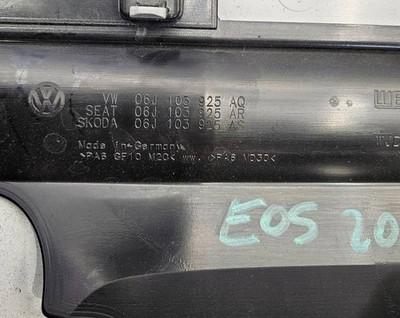 VW 06J 103 925 AQ
SEAT 06J 103 925 AR
SKODA 06J 103 925 AS
Made in Germany
>PA6 GF10 M20< ww. >PA6 MD30<
EOS 20